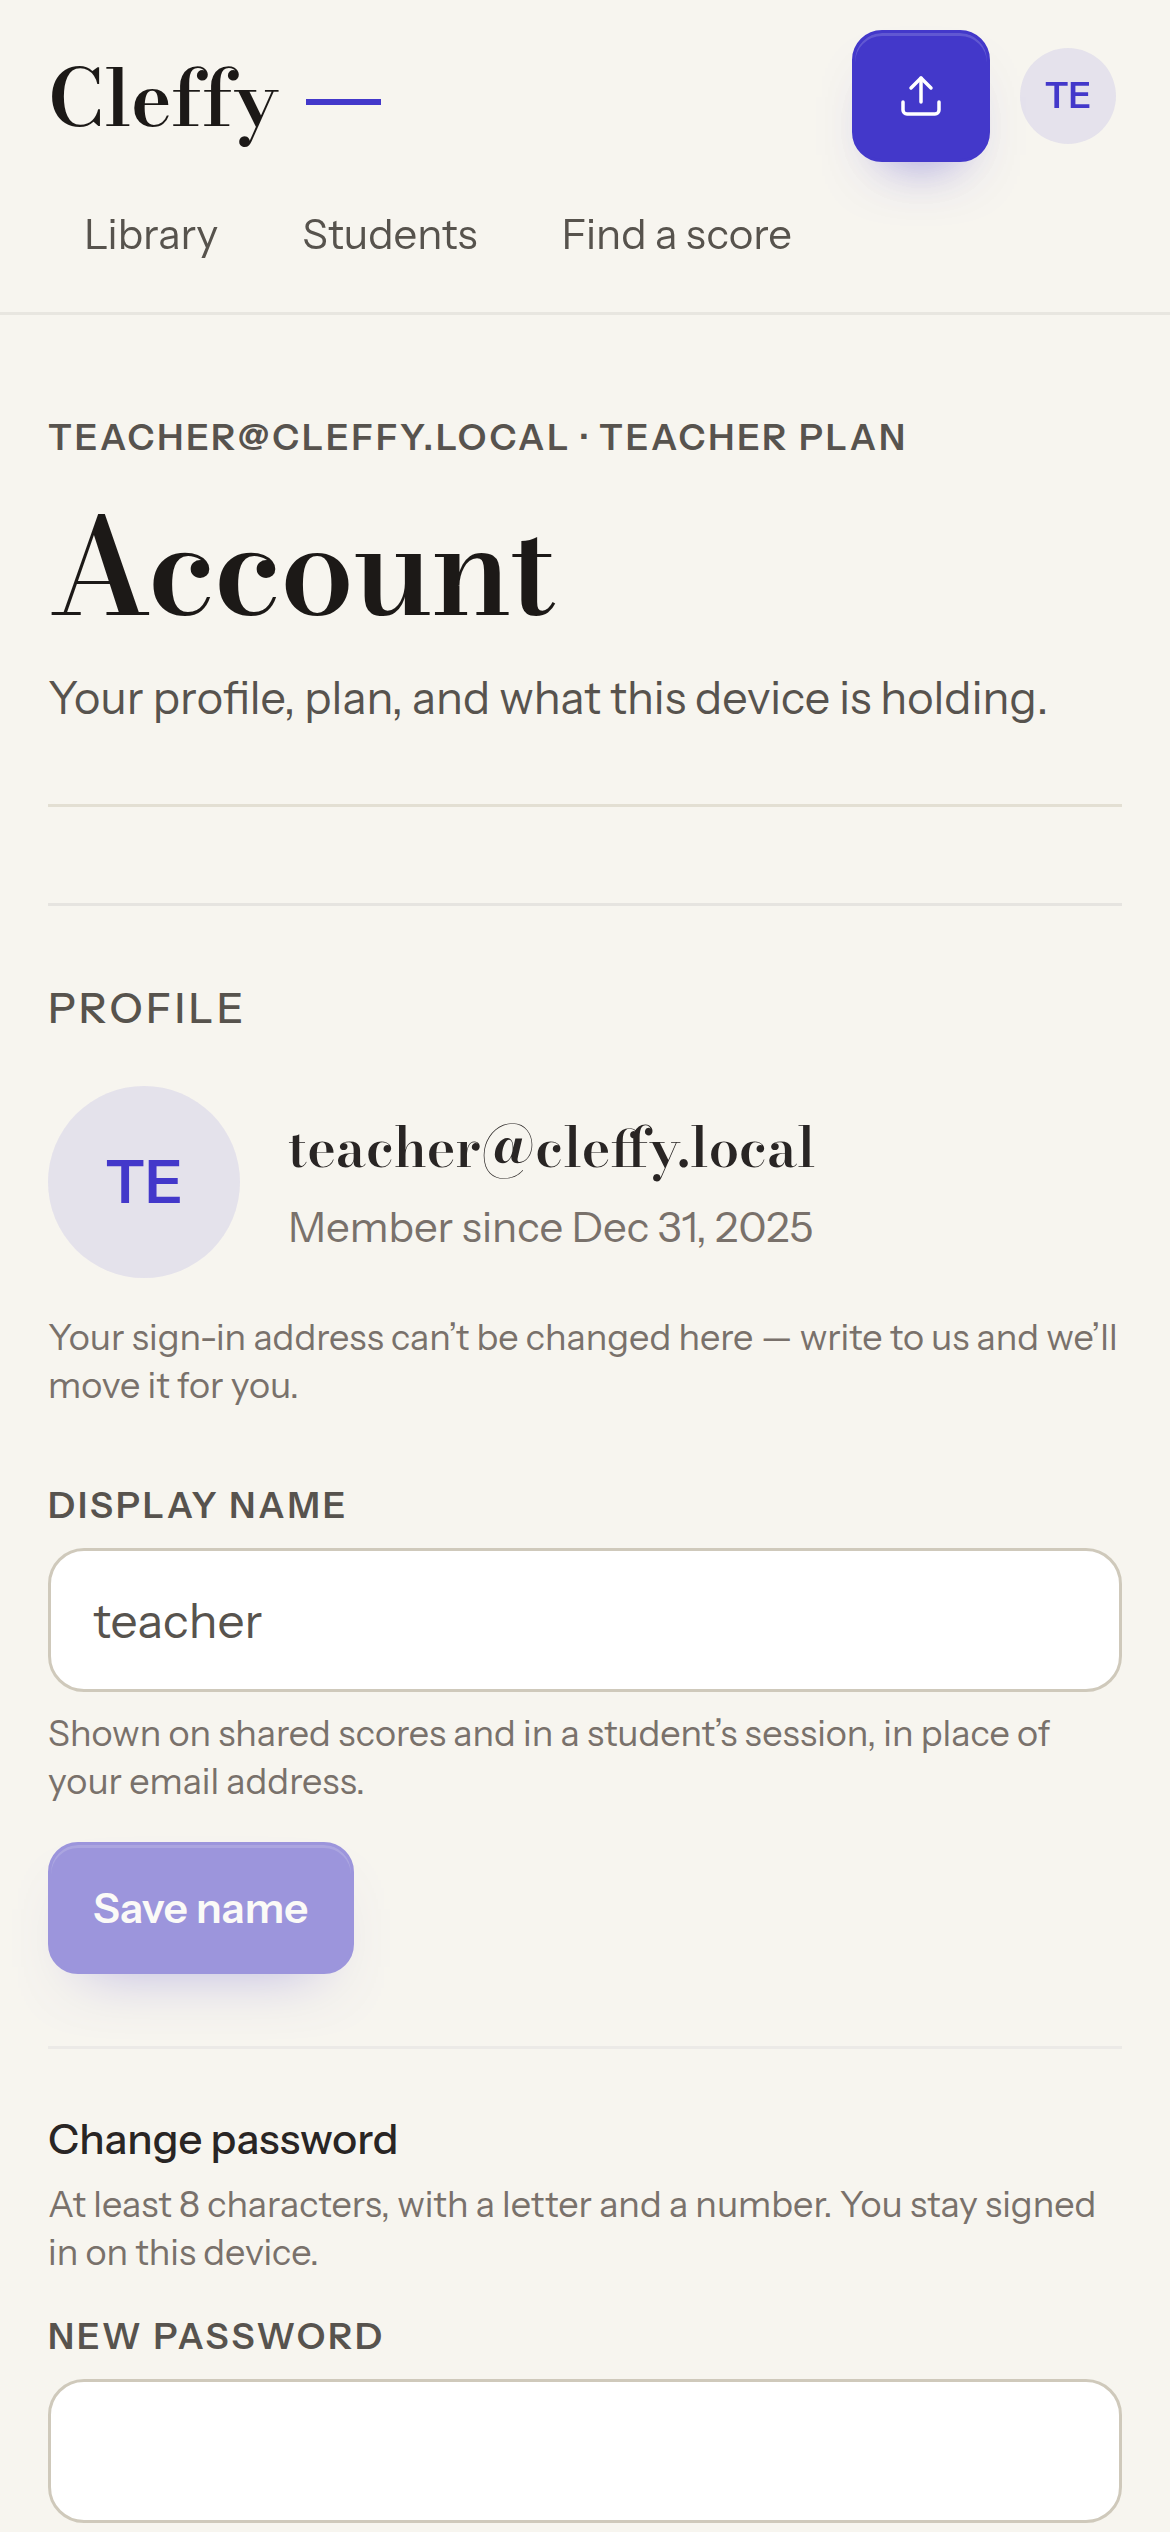 Cleffy
TE
Library Students Find a score
TEACHER@CLEFFY.LOCAL · TEACHER PLAN
Account
Your profile, plan, and what this device is holding.
PROFILE
TE
teacher@cleffy.local
Member since Dec 31, 2025
Your sign-in address can’t be changed here — write to us and we’ll
move it for you.
DISPLAY NAME
teacher
Shown on shared scores and in a student’s session, in place of
your email address.
Save name
Change password
At least 8 characters, with a letter and a number. You stay signed
in on this device.
NEW PASSWORD